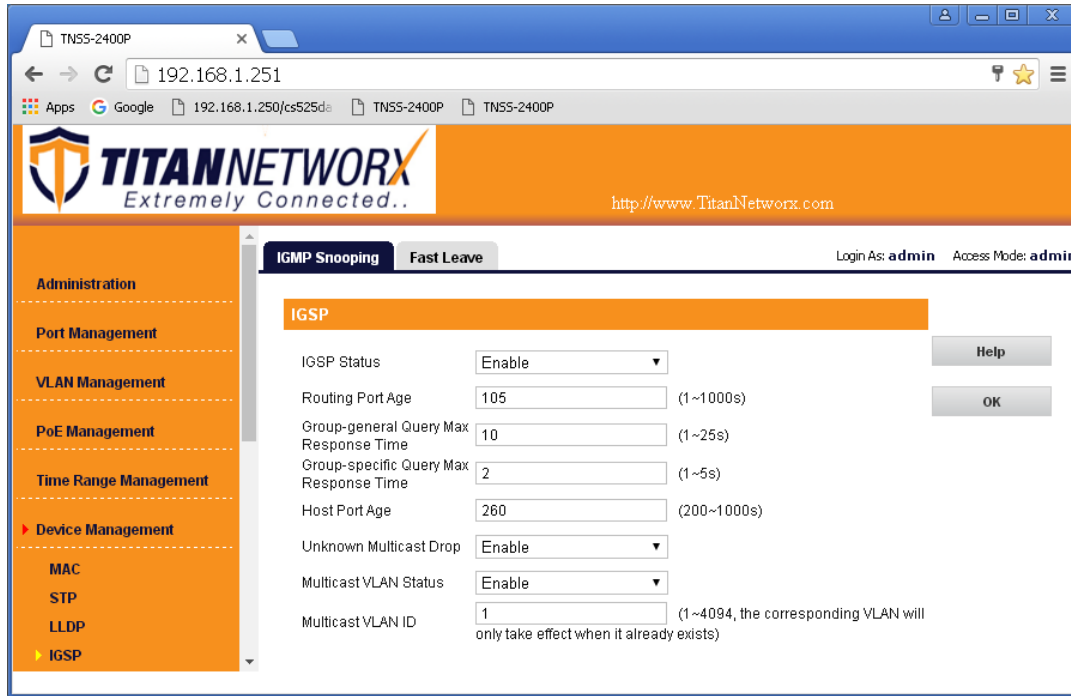 TNSS-2400P
192.168.1.251
Apps Google 192.168.1.250/cs525da TNSS-2400P TNSS-2400P
TITANNETWORX
Extremely Connected..
http://www.TitanNetworx.com
IGMP Snooping Fast Leave Login As: admin Access Mode: admin
Administration
Port Management
VLAN Management
PoE Management
Time Range Management
Device Management
MAC
STP
LLDP
IGSP
IGSP
IGSP Status Enable
Routing Port Age 105 (1~1000s)
Group-general Query Max
Response Time 10 (1~25s)
Group-specific Query Max
Response Time 2 (1~5s)
Host Port Age 260 (200~1000s)
Unknown Multicast Drop Enable
Multicast VLAN Status Enable
Multicast VLAN ID 1 (1~4094, the corresponding VLAN will
only take effect when it already exists)
Help
OK